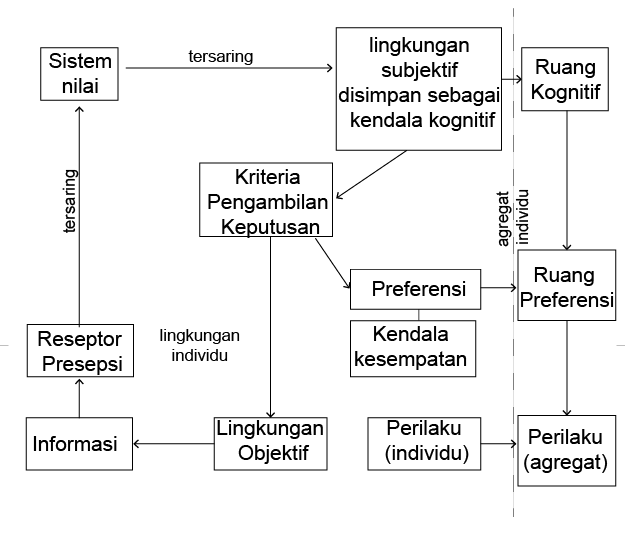 Sistem
nilai
tersaring
lingkungan
subjektif
disimpan sebagai
kendala kognitif
Ruang
Kognitif
Kriteria
Pengambilan
Keputusan
tersaring
agregat
individu
Preferensi
Ruang
Preferensi
Kendala
kesempatan
lingkungan
individu
Reseptor
Presepsi
Informasi
Lingkungan
Objektif
Perilaku
(individu)
Perilaku
(agregat)